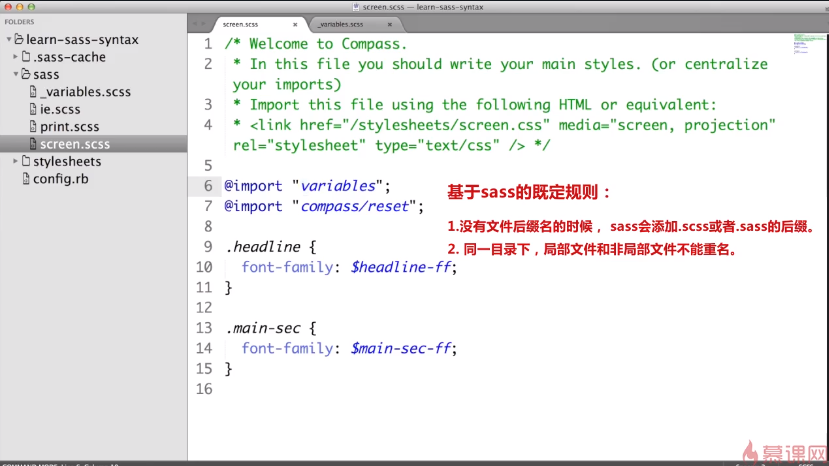 screen.scss — learn-sass-syntax
FOLDERS
learn-sass-syntax
.sass-cache
sass
_variables.scss
ie.scss
print.scss
screen.scss
stylesheets
config.rb
screen.scss
_variables.scss
1 /* Welcome to Compass.
2 * In this file you should write your main styles. (or centralize
your imports)
3 * Import this file using the following HTML or equivalent:
4 * <link href="/stylesheets/screen.css" media="screen, projection"
rel="stylesheet" type="text/css" /> */
5
6 @import "variables";
7 @import "compass/reset";
8
9 .headline {
10 font-family: $headline-ff;
11 }
12
13 .main-sec {
14 font-family: $main-sec-ff;
15 }
16
基于sass的既定规则：
1.没有文件后缀名的时候， sass会添加.scss或者.sass的后缀。
2. 同一目录下，局部文件和非局部文件不能重名。
慕课网